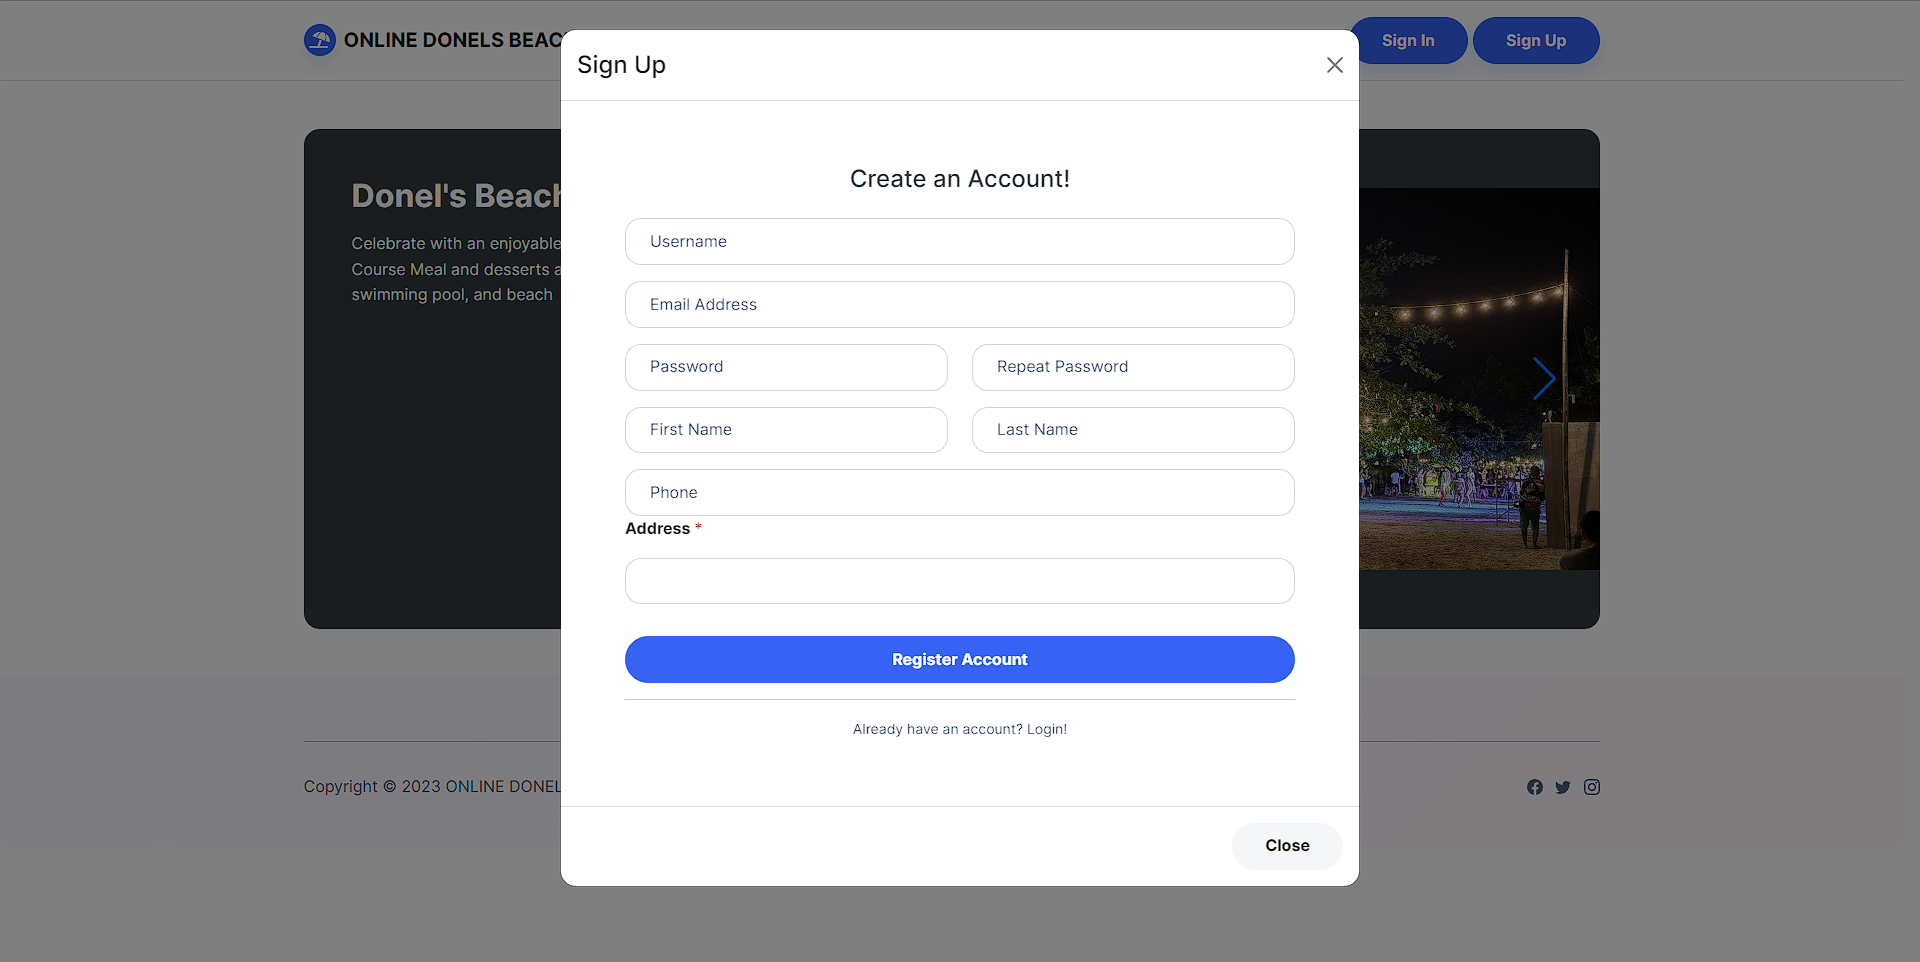 ONLINE DONELS BEAC
Sign In
Sign Up
Sign Up
Donel's Beach
Celebrate with an enjoyable
Course Meal and desserts a
swimming pool, and beach
Create an Account!
Username
Email Address
Password
Repeat Password
First Name
Last Name
Phone
Address *
Register Account
Already have an account? Login!
Copyright © 2023 ONLINE DONEL
Close